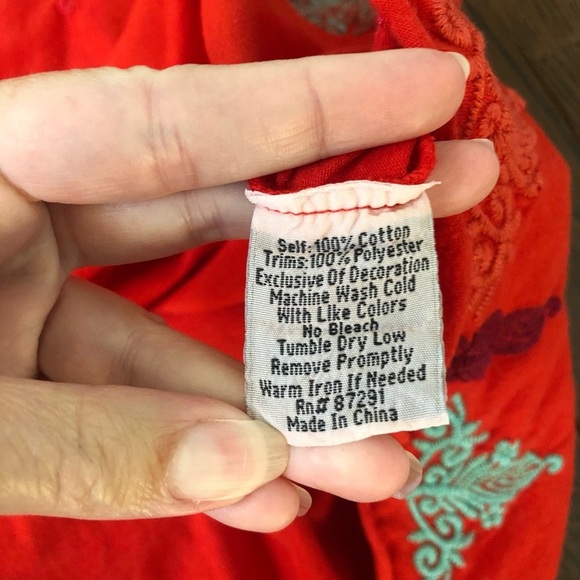 Self:100% Cotton
Trims:100% Polyester
Exclusive Of Decoration
Machine Wash Cold
With Like Colors
No Bleach
Tumble Dry Low
Remove Promptly
Warm Iron If Needed
Rn# 87291
Made In China